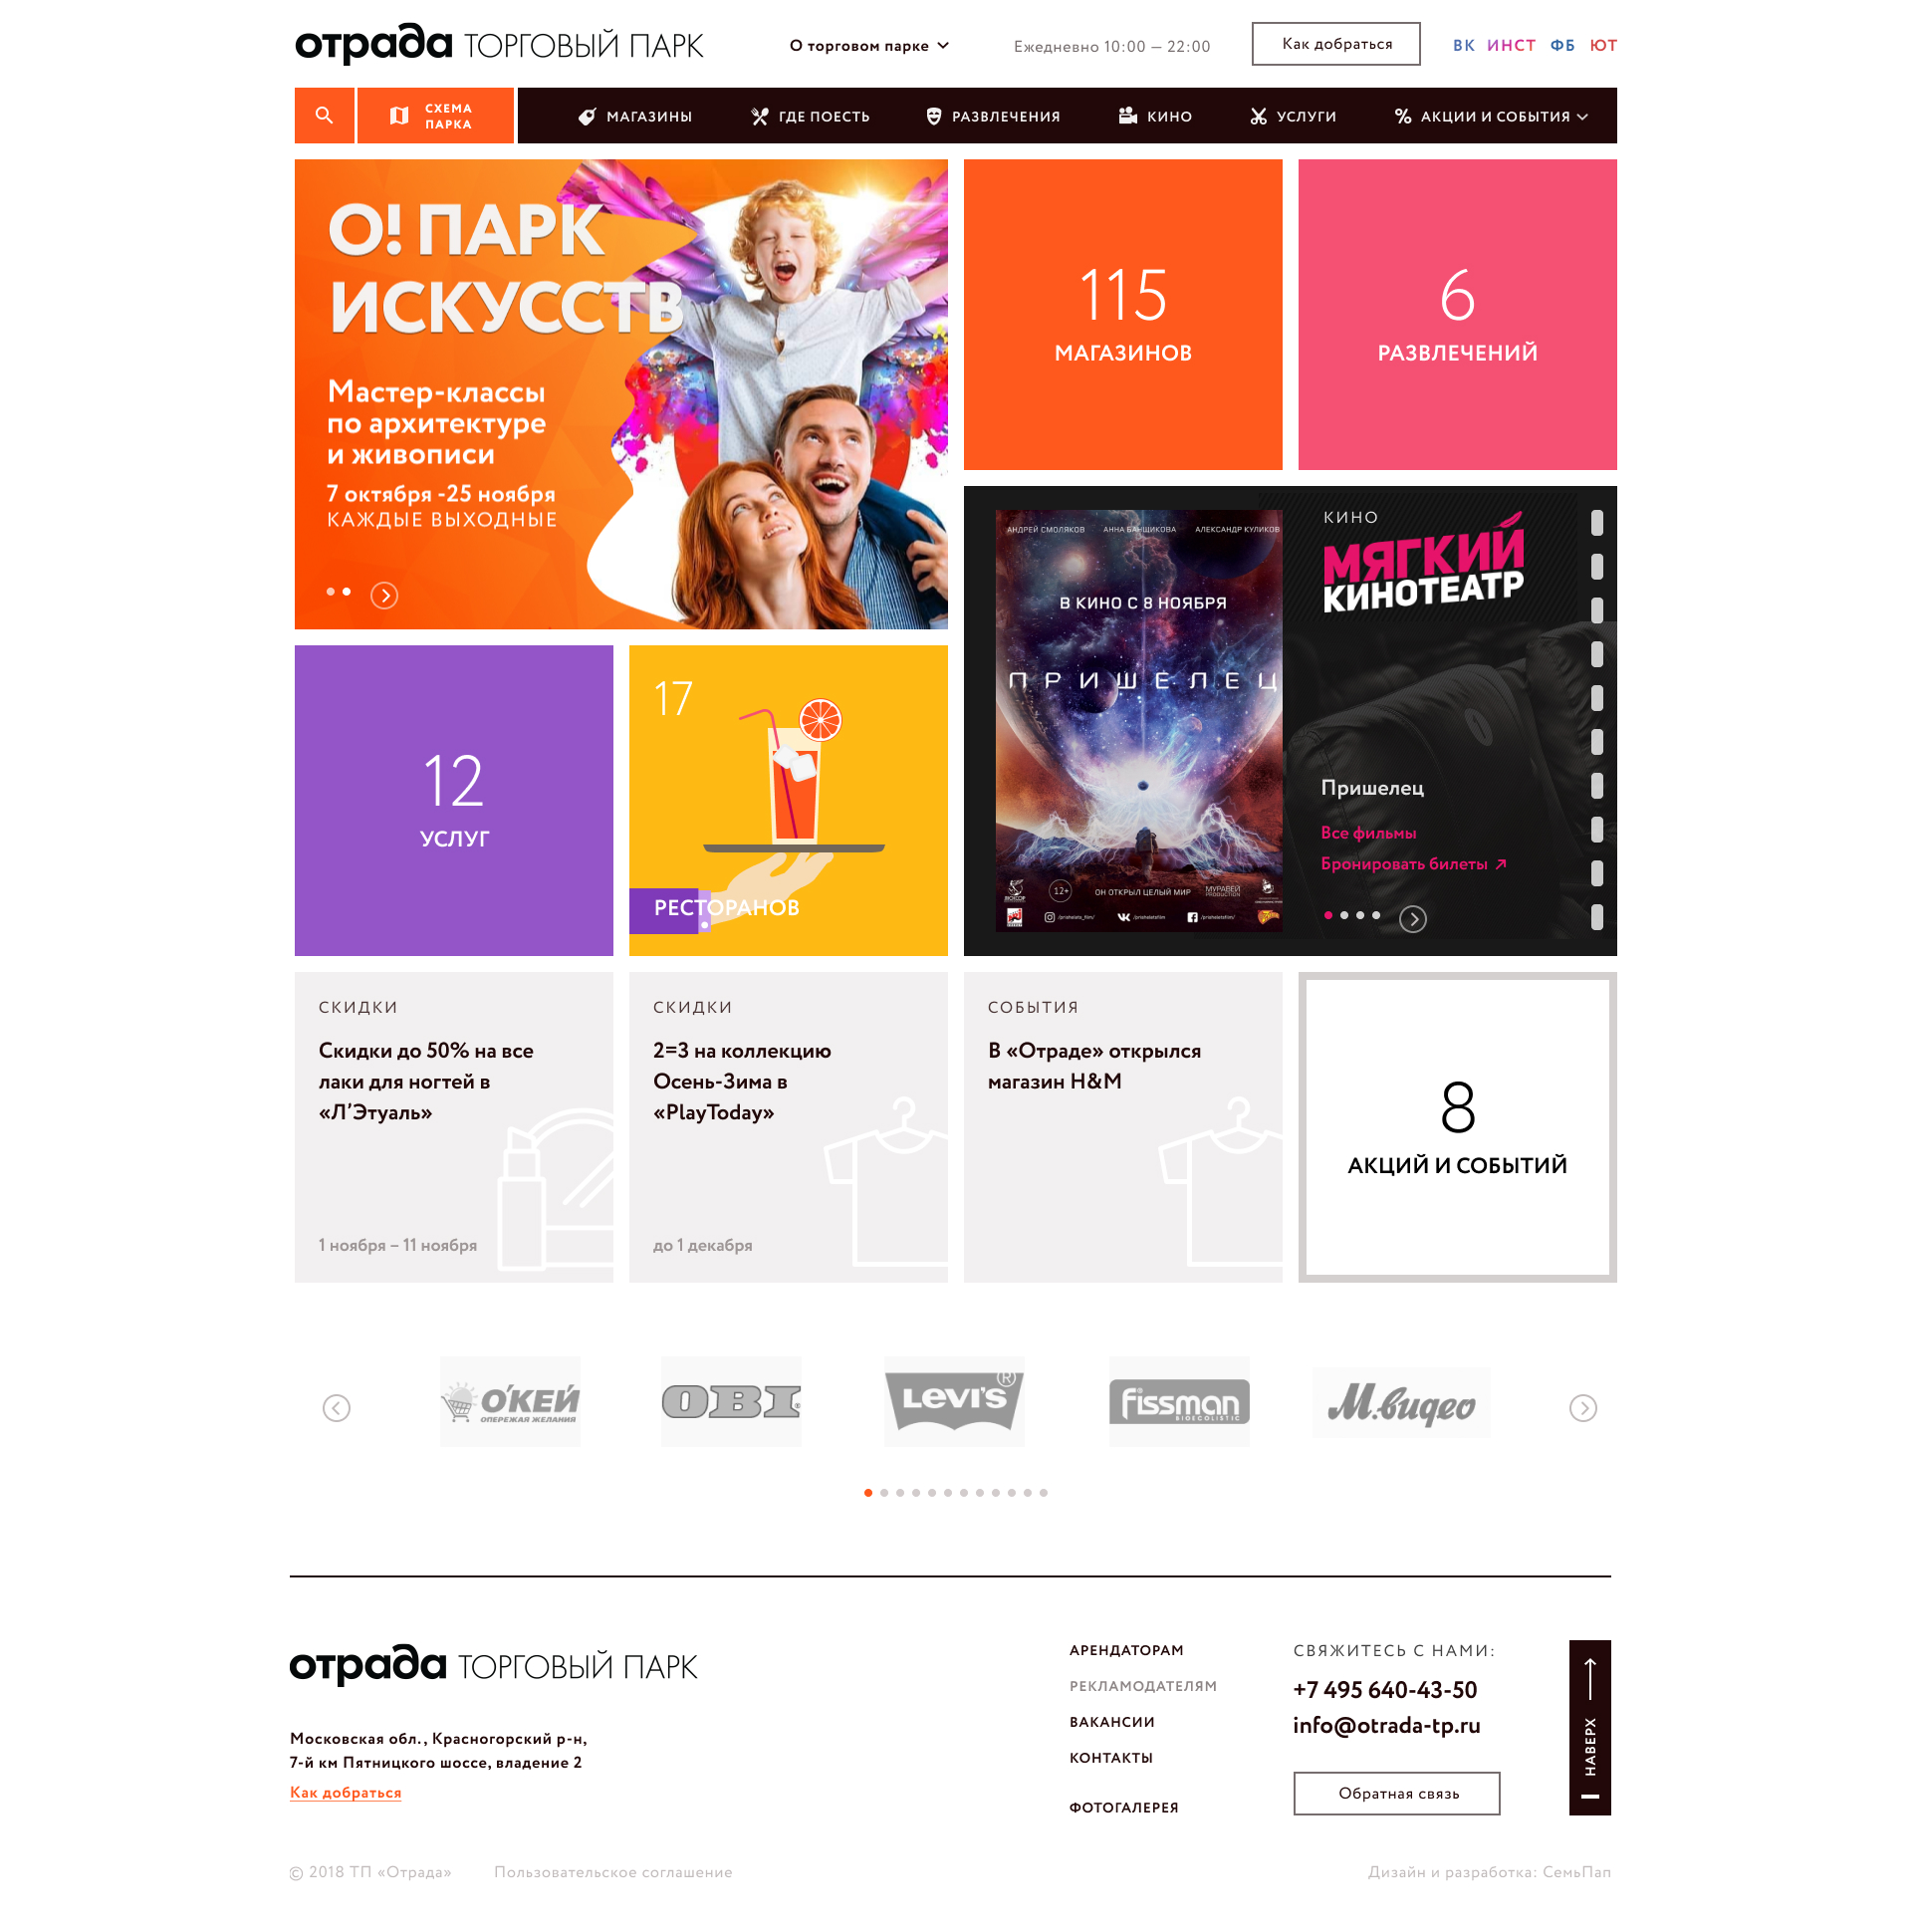 отрада ТОРГОВЫЙ ПАРК
О торговом парке
Ежедневно 10:00 — 22:00
Как добраться
ВК ИНСТ ФБ ЮТ
СХЕМА
ПАРКА
МАГАЗИНЫ
ГДЕ ПОЕСТЬ
РАЗВЛЕЧЕНИЯ
КИНО
УСЛУГИ
АКЦИИ И СОБЫТИЯ
О! ПАРК
ИСКУССТВ
Мастер-классы
по архитектуре
и живописи
7 октября -25 ноября
КАЖДЫЕ ВЫХОДНЫЕ
115
МАГАЗИНОВ
6
РАЗВЛЕЧЕНИЙ
АНДРЕЙ СМОЛЯКОВ АННА БАНЩИКОВА АЛЕКСАНДР КУЛИКОВ
В КИНО С 8 НОЯБРЯ
ПРИШЕЛЕЦ
12+
ОН ОТКРЫЛ ЦЕЛЫЙ МИР
МУРАВЕЙ
PRODUCTION
КИНО
МЯГКИЙ
КИНОТЕАТР
Пришелец
Все фильмы
Бронировать билеты
12
УСЛУГ
17
РЕСТОРАНОВ
СКИДКИ
Скидки до 50% на все
лаки для ногтей в
«Л’Этуаль»
1 ноября – 11 ноября
СКИДКИ
2=3 на коллекцию
Осень-Зима в
«PlayToday»
до 1 декабря
СОБЫТИЯ
В «Отраде» открылся
магазин H&M
8
АКЦИЙ И СОБЫТИЙ
О'КЕЙ
ОПЕРЕЖАЯ ЖЕЛАНИЯ
OBI
®
LEVI'S
®
fissman
BIOECOLISTIC
М.видео
отрада ТОРГОВЫЙ ПАРК
Московская обл., Красногорский р-н,
7-й км Пятницкого шоссе, владение 2
Как добраться
АРЕНДАТОРАМ
РЕКЛАМОДАТЕЛЯМ
ВАКАНСИИ
КОНТАКТЫ
ФОТОГАЛЕРЕЯ
СВЯЖИТЕСЬ С НАМИ:
+7 495 640-43-50
info@otrada-tp.ru
Обратная связь
НАВЕРХ
© 2018 ТП «Отрада»
Пользовательское соглашение
Дизайн и разработка: СемьПап